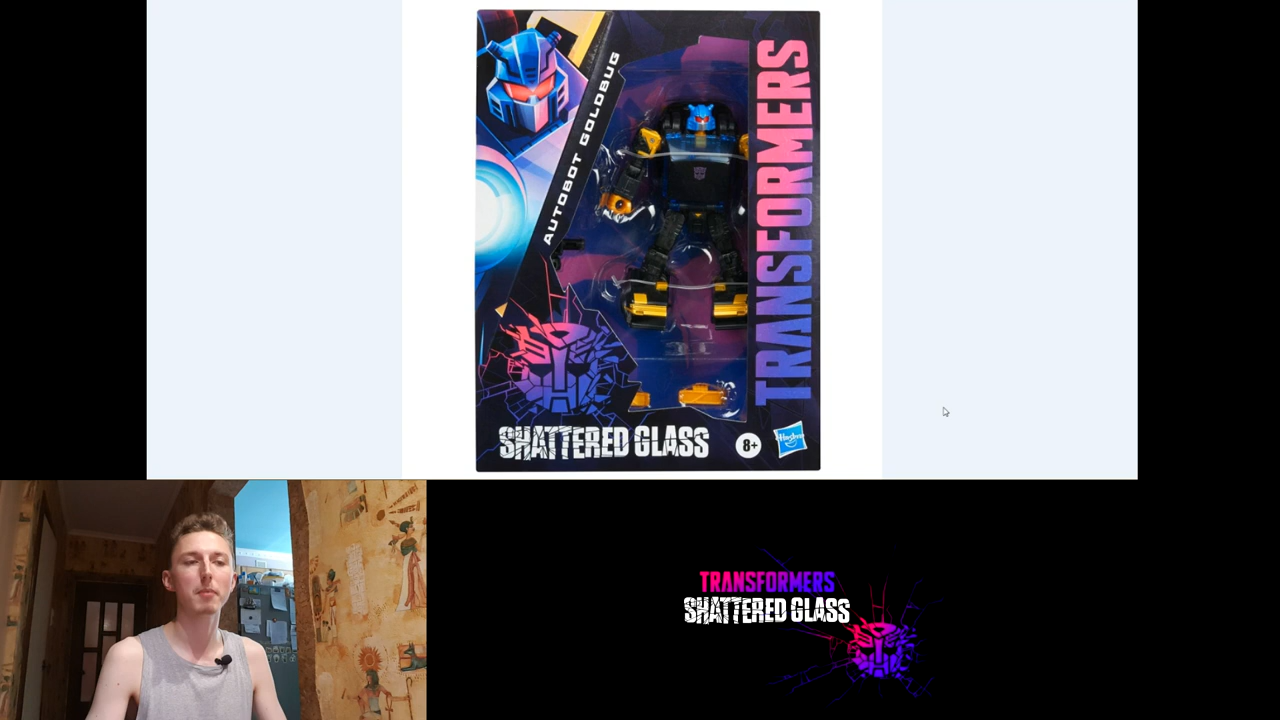 AUTOBOT GOLDBUG
TRANSFORMERS
SHATTERED GLASS
8+
Hasbro
TRANSFORMERS
SHATTERED GLASS